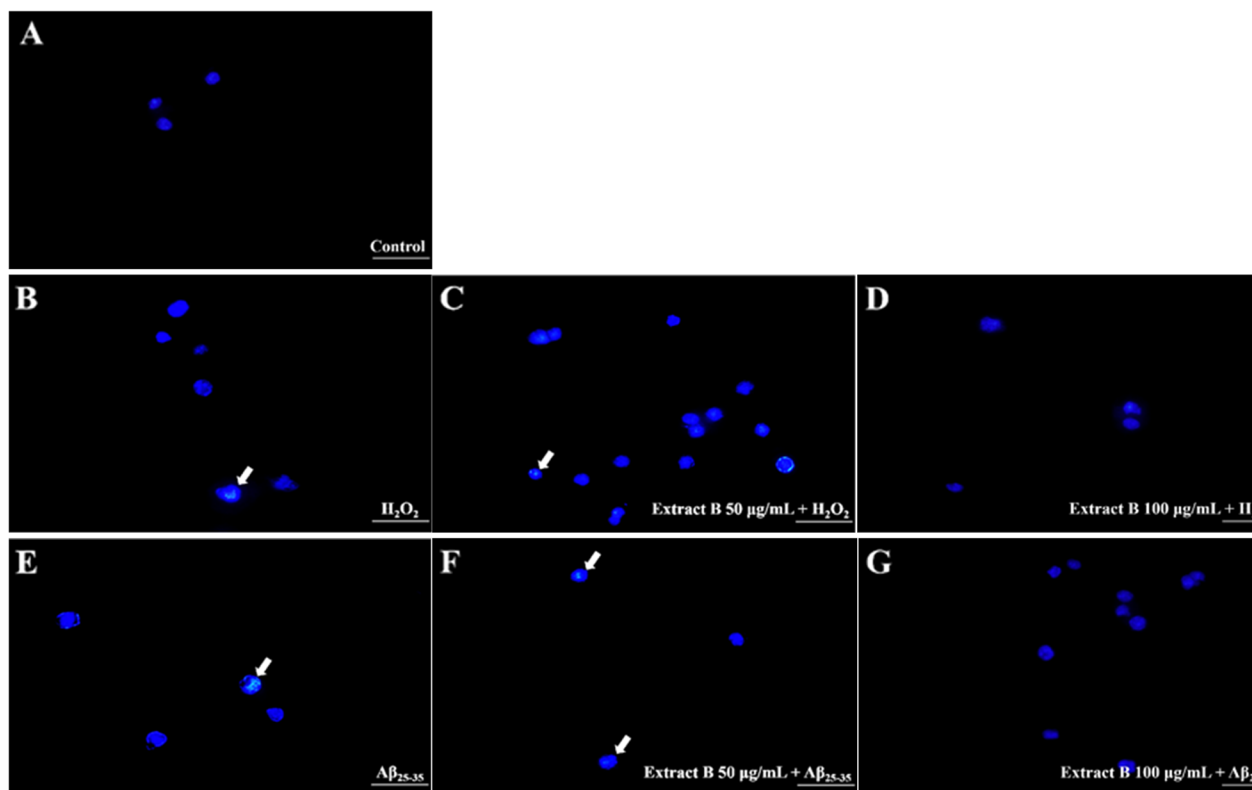 A
Control
B
H₂O₂
C
Extract B 50 μg/mL + H₂O₂
D
Extract B 100 μg/mL + H
E
Aβ₂₅₋₃₅
F
Extract B 50 μg/mL + Aβ₂₅₋₃₅
G
Extract B 100 μg/mL + Aβ₂